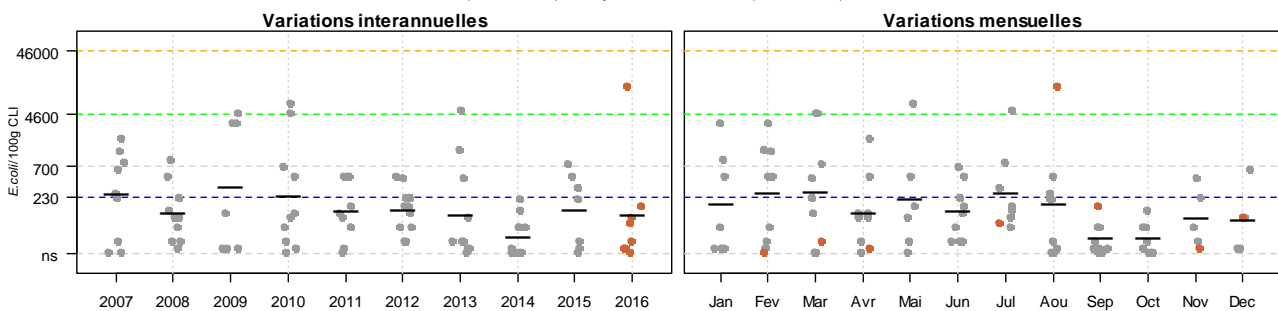 Variations interannuelles
Variations mensuelles
E.coli/100g CLI
46000
4600
700
230
ns
2007 2008 2009 2010 2011 2012 2013 2014 2015 2016
Jan Fev Mar Avr Mai Jun Jul Aou Sep Oct Nov Dec